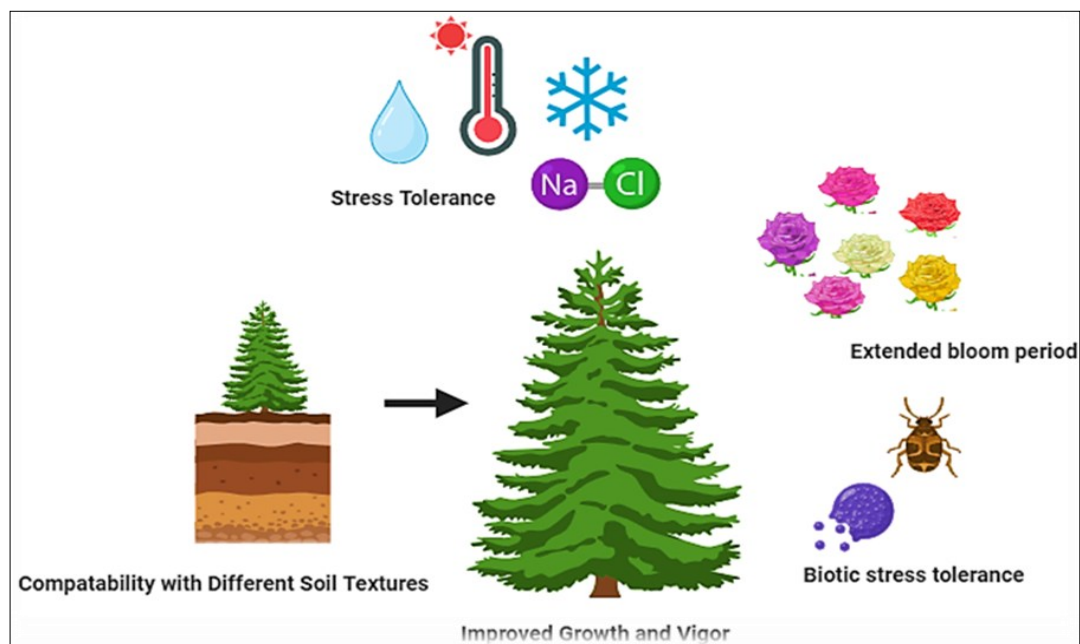 Stress Tolerance
Na
Cl
Extended bloom period
Compatability with Different Soil Textures
Biotic stress tolerance
Improved Growth and Vigor